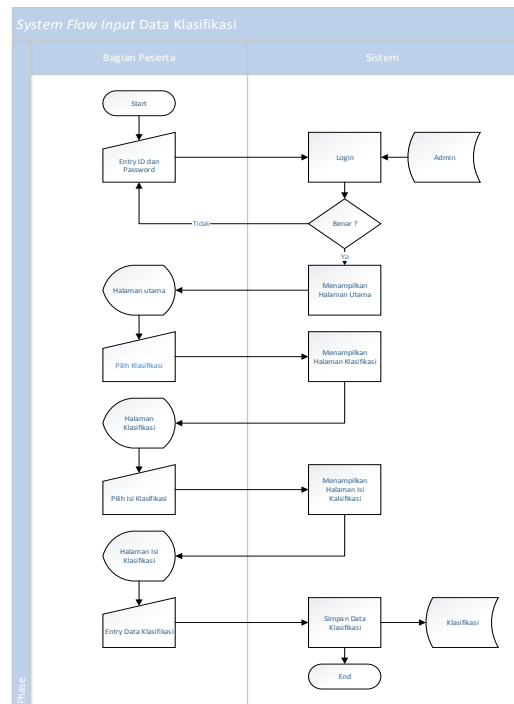 System Flow Input Data Klasifikasi
Bagian Peserta
Sistem
Start
Entry ID dan
Password
Login
Admin
Benar ?
Tidak
Ya
Halaman utama
Menampilkan
Halaman Utama
Pilih Klasifikasi
Menampilkan
Halaman Klasifikasi
Halaman
Klasifikasi
Pilih Isi Klasifikasi
Menampilkan
Halaman Isi
Kalsifikasi
Halaman Isi
Klasifikasi
Entry Data Klasifikasi
Simpan Data
Klasifikasi
Klasifikasi
End
Phase